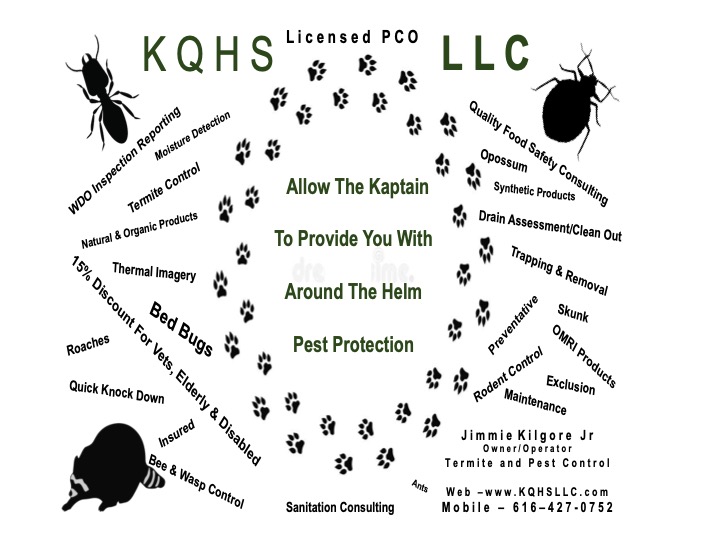 KQHS Licensed PCO LLC
WDO Inspection Reporting
Moisture Detection
Termite Control
Natural & Organic Products
Thermal Imagery
15% Discount For Vets, Elderly & Disabled
Bed Bugs
Roaches
Quick Knock Down
Insured
Bee & Wasp Control
Allow The Kaptain
To Provide You With
Around The Helm
Pest Protection
Sanitation Consulting
Ants
Quality Food Safety Consulting
Opossum
Synthetic Products
Drain Assessment/Clean Out
Trapping & Removal
Preventative
Skunk
OMRI Products
Rodent Control
Exclusion
Maintenance
Jimmie Kilgore Jr
Owner/Operator
Termite and Pest Control
Web –www.KQHSLLC.com
Mobile – 616–427-0752